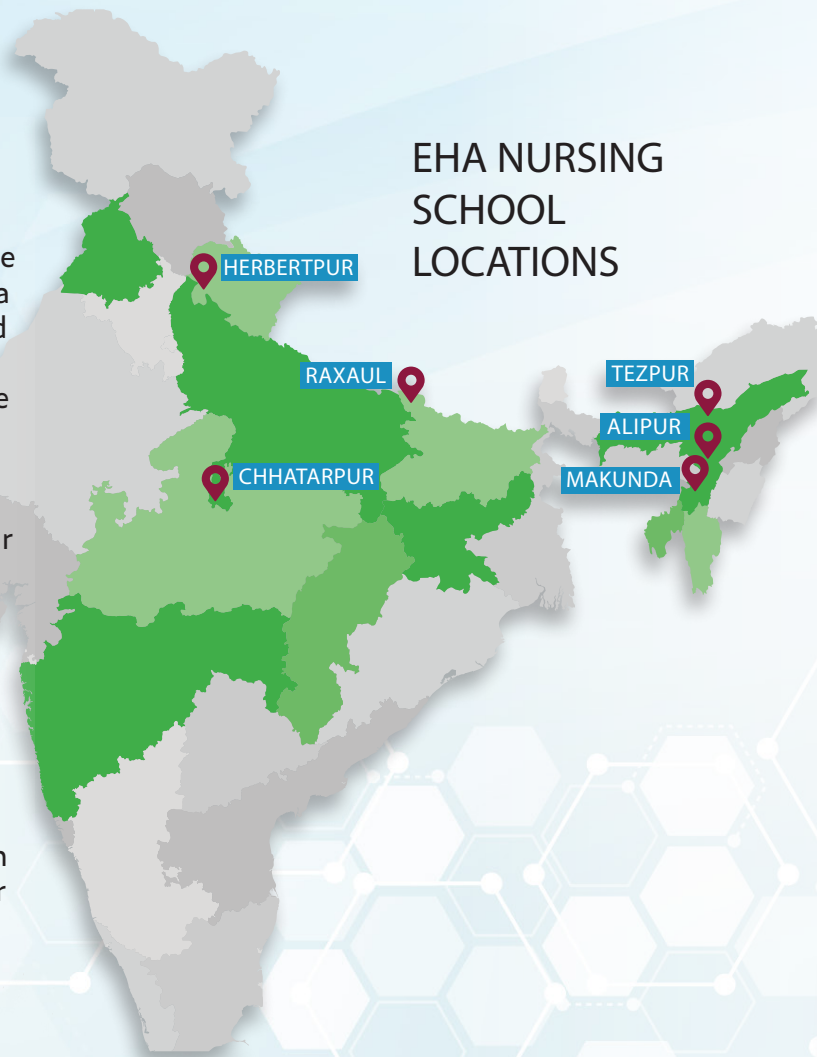 EHA NURSING
SCHOOL
LOCATIONS
HERBERTPUR
RAXAUL
TEZPUR
ALIPUR
CHHATARPUR
MAKUNDA